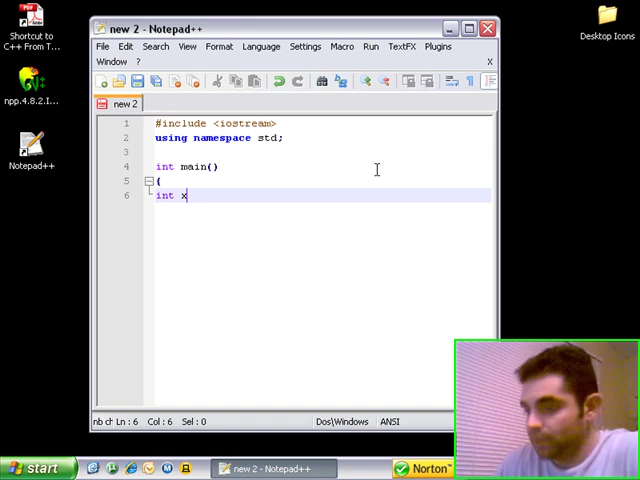 Shortcut to
C++ From T...
npp.4.8.2.I...
Notepad++
Desktop Icons
new 2 - Notepad++
File Edit Search View Format Language Settings Macro Run TextFX Plugins
Window ? X
new 2
1 #include <iostream>
2 using namespace std;
3
4 int main()
5 {
6 int x
nb ch Ln : 6 Col : 6 Sel : 0 Dos\Windows ANSI
start
new 2 - Notepad++
Norton™